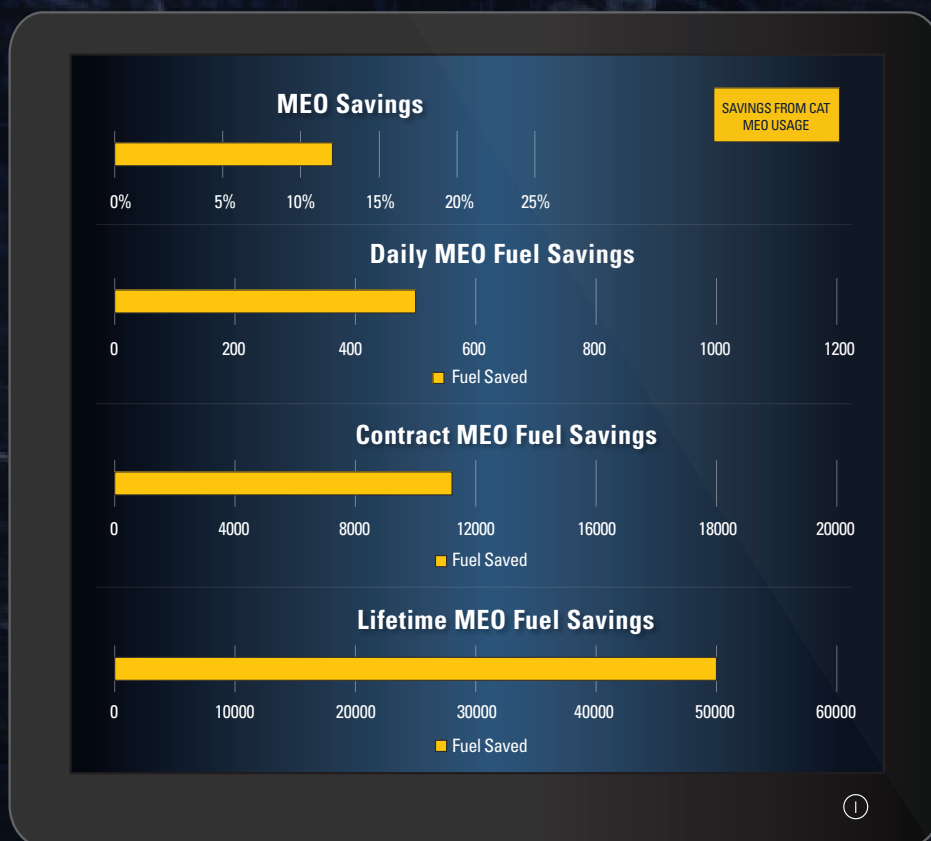 MEO Savings
SAVINGS FROM CAT
MEO USAGE
0% 5% 10% 15% 20% 25%
Daily MEO Fuel Savings
0 200 400 600 800 1000 1200
Fuel Saved
Contract MEO Fuel Savings
0 4000 8000 12000 16000 18000 20000
Fuel Saved
Lifetime MEO Fuel Savings
0 10000 20000 30000 40000 50000 60000
Fuel Saved